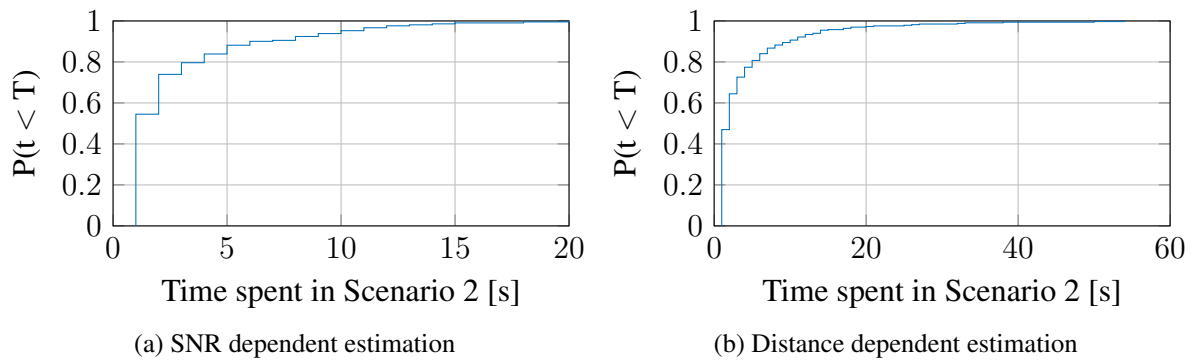 1
0.8
0.6
0.4
0.2
0
P(t < T)
0 5 10 15 20
Time spent in Scenario 2 [s]
(a) SNR dependent estimation
1
0.8
0.6
0.4
0.2
0
P(t < T)
0 20 40 60
Time spent in Scenario 2 [s]
(b) Distance dependent estimation